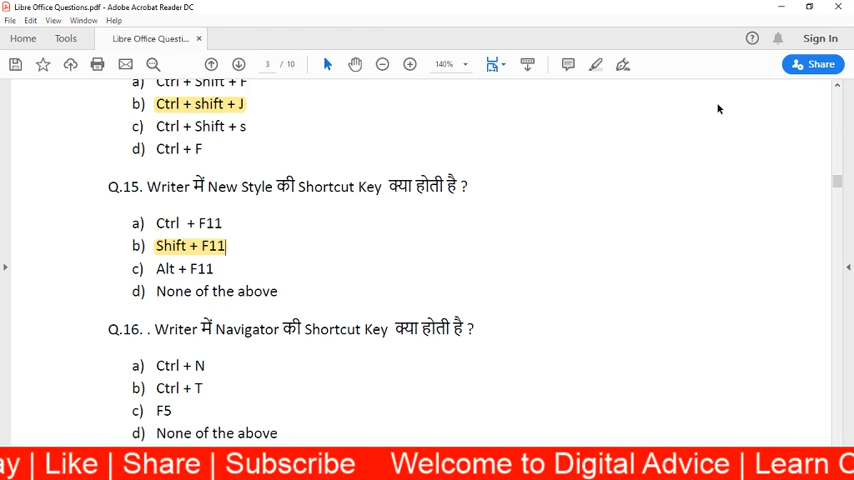 Libre Office Questions.pdf - Adobe Acrobat Reader DC
File Edit View Window Help
Home Tools Libre Office Questi... × Sign In
3 / 10 140% Share
a) Ctrl + Shift + F
b) Ctrl + shift + J
c) Ctrl + Shift + s
d) Ctrl + F
Q.15. Writer में New Style की Shortcut Key क्या होती है ?
a) Ctrl + F11
b) Shift + F11
c) Alt + F11
d) None of the above
Q.16. . Writer में Navigator की Shortcut Key क्या होती है ?
a) Ctrl + N
b) Ctrl + T
c) F5
d) None of the above
ay | Like | Share | Subscribe Welcome to Digital Advice | Learn